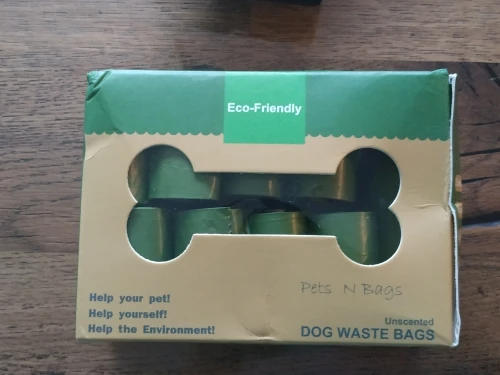 Eco-Friendly
Help your pet!
Help yourself!
Help the Environment!
Pets N Bags
Unscented
DOG WASTE BAGS